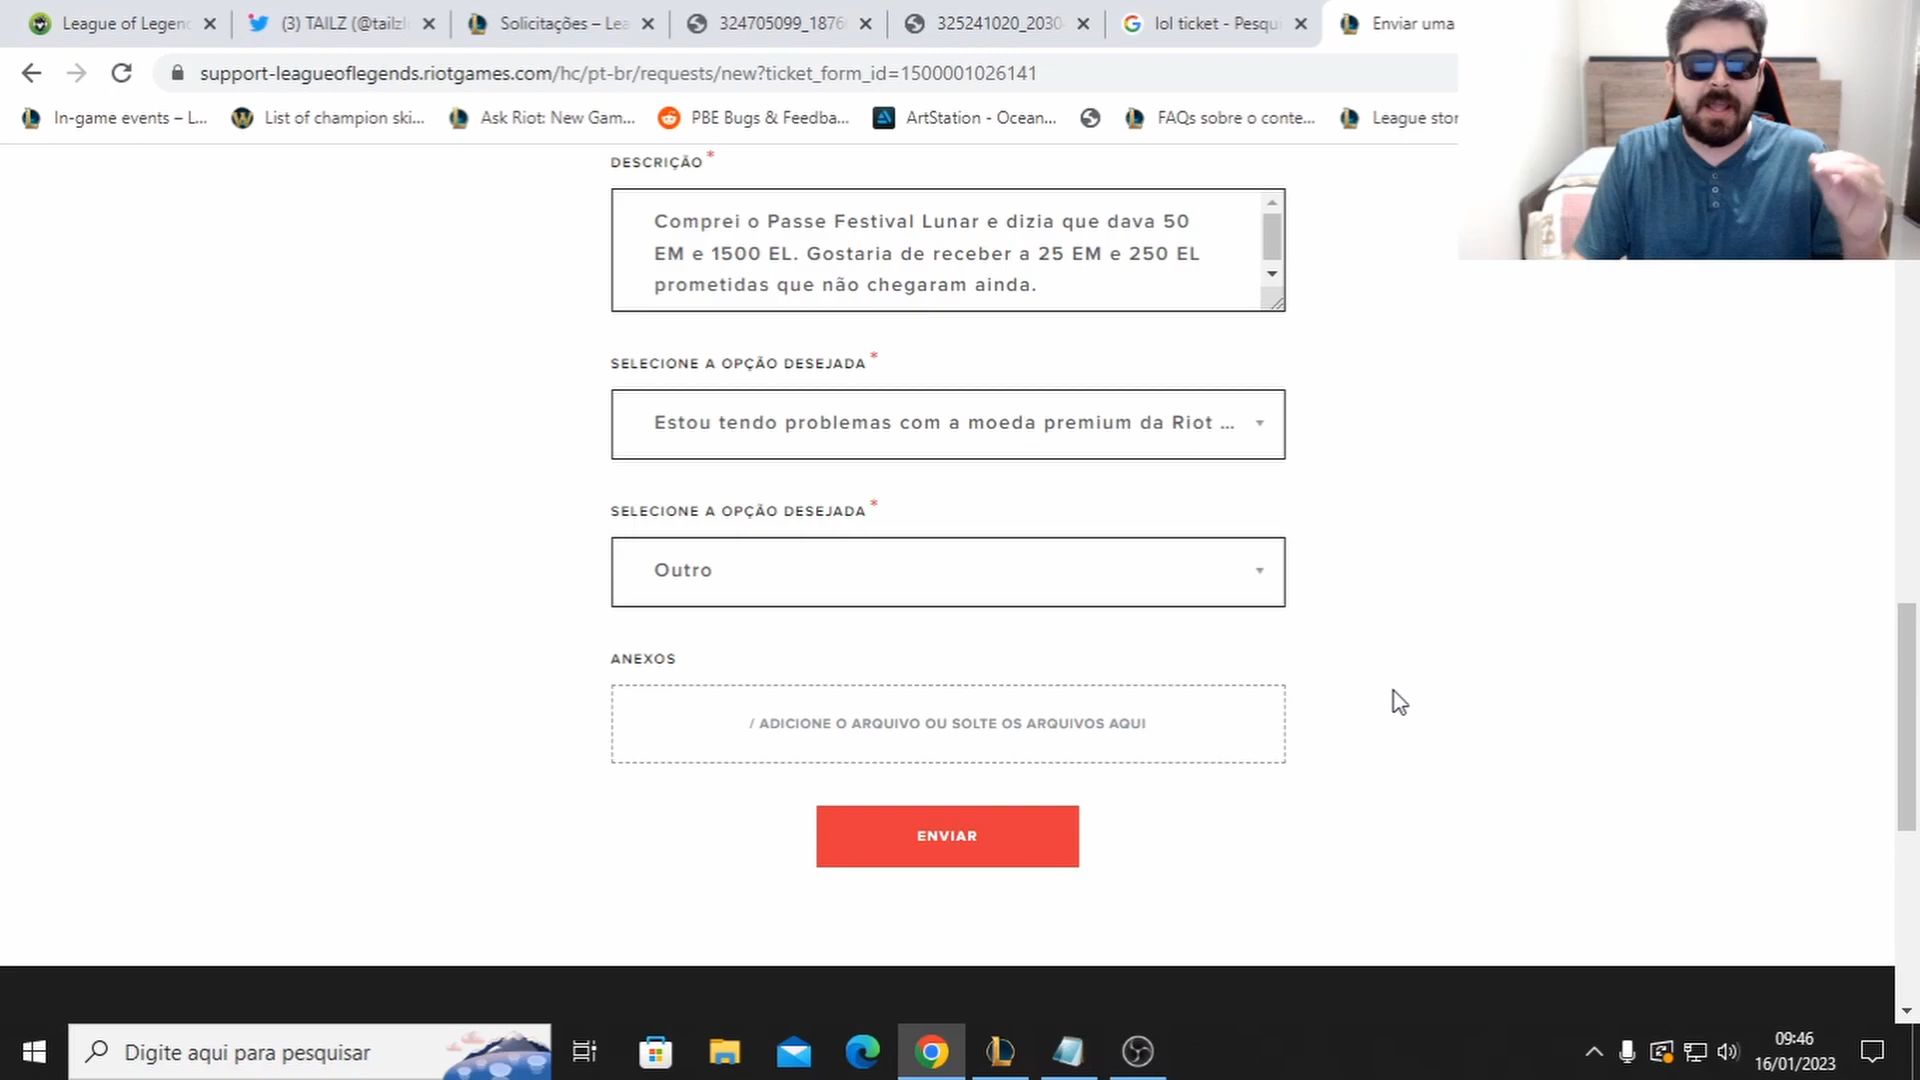 League of Legen
(3) TAILZ (@tailzl
Solicitações – Lea
324705099_1876
325241020_2030
lol ticket - Pesqui
Enviar uma
support-leagueoflegends.riotgames.com/hc/pt-br/requests/new?ticket_form_id=1500001026141
In-game events – L...
List of champion ski...
Ask Riot: New Gam...
PBE Bugs & Feedba...
ArtStation - Ocean...
FAQs sobre o conte...
League stor
DESCRIÇÃO*
Comprei o Passe Festival Lunar e dizia que dava 50
EM e 1500 EL. Gostaria de receber a 25 EM e 250 EL
prometidas que não chegaram ainda.
SELECIONE A OPÇÃO DESEJADA*
Estou tendo problemas com a moeda premium da Riot ...
SELECIONE A OPÇÃO DESEJADA*
Outro
ANEXOS
/ ADICIONE O ARQUIVO OU SOLTE OS ARQUIVOS AQUI
ENVIAR
Digite aqui para pesquisar
09:46
16/01/2023